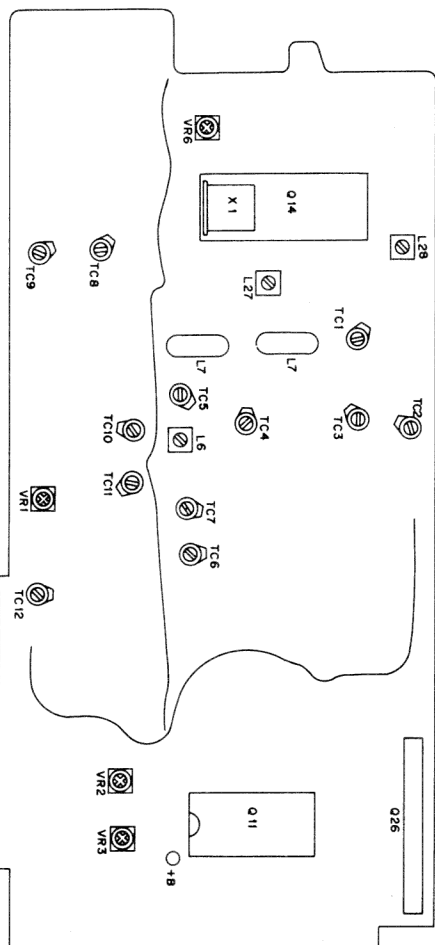 VR6
Q14
X1
L28
TC9
TC8
L27
TC1
L7
L7
TC5
TC4
TC3
TC2
TC10
L6
TC11
VR1
TC7
TC6
TC12
VR2
Q11
Q26
VR3
+B